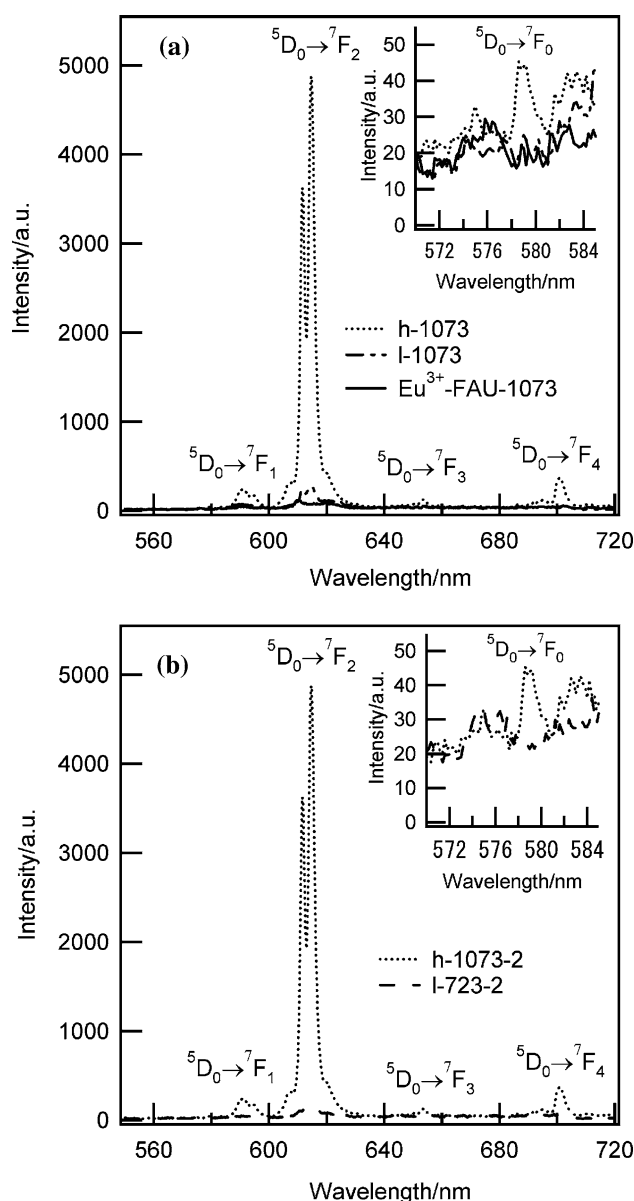 (a)
⁵D₀→⁷F₂
5000
4000
3000
2000
1000
0
Intensity/a.u.
560 600 640 680 720
Wavelength/nm
⁵D₀→⁷F₁
⁵D₀→⁷F₃
⁵D₀→⁷F₄
⁵D₀→⁷F₀
50
40
30
20
10
0
Intensity/a.u.
572 576 580 584
Wavelength/nm
h-1073
l-1073
Eu³⁺-FAU-1073
(b)
⁵D₀→⁷F₂
5000
4000
3000
2000
1000
0
Intensity/a.u.
560 600 640 680 720
Wavelength/nm
⁵D₀→⁷F₁
⁵D₀→⁷F₃
⁵D₀→⁷F₄
⁵D₀→⁷F₀
50
40
30
20
10
0
Intensity/a.u.
572 576 580 584
Wavelength/nm
h-1073-2
l-723-2